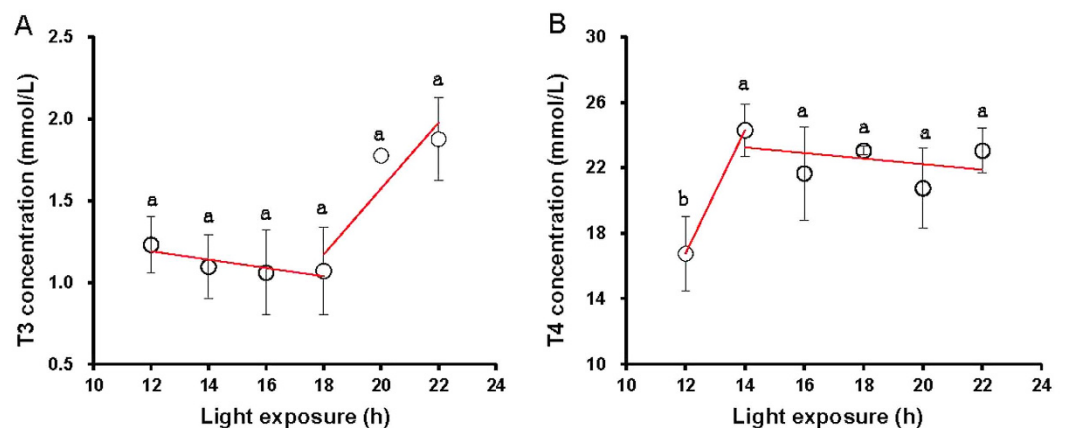 A
T3 concentration (mmol/L)
2.5
2.0
1.5
1.0
0.5
a
a
a
a
a
a
10
12
14
16
18
20
22
24
Light exposure (h)
B
T4 concentration (mmol/L)
30
26
22
18
14
10
b
a
a
a
a
a
10
12
14
16
18
20
22
24
Light exposure (h)